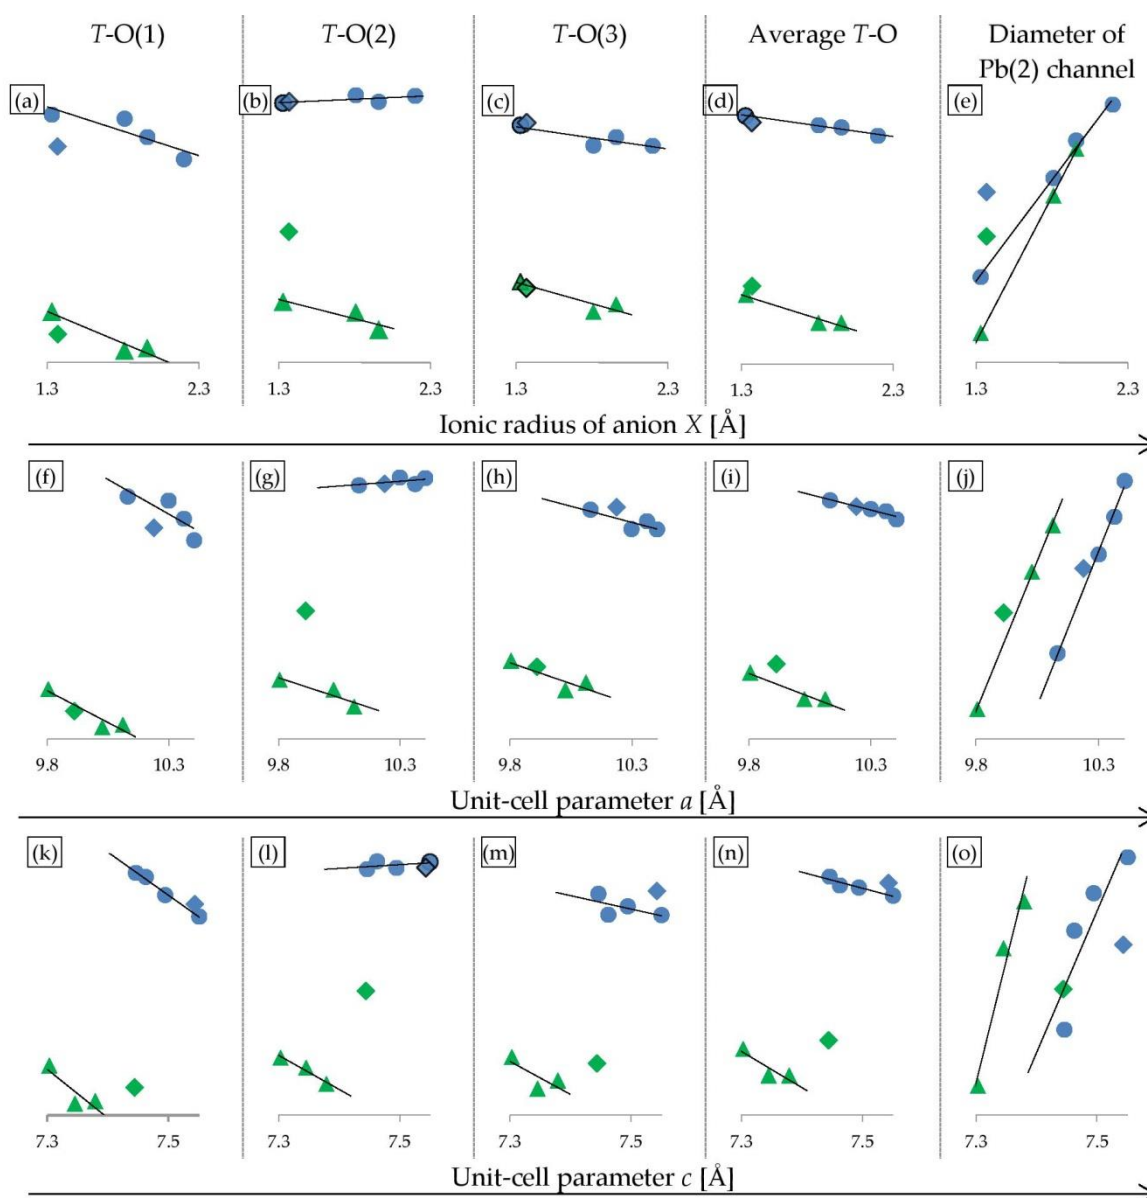 T-O(1) T-O(2) T-O(3) Average T-O Diameter of
Pb(2) channel
(a) (b) (c) (d) (e)
1.3 2.3 1.3 2.3 1.3 2.3 1.3 2.3 1.3 2.3
Ionic radius of anion X [Å]
(f) (g) (h) (i) (j)
9.8 10.3 9.8 10.3 9.8 10.3 9.8 10.3 9.8 10.3
Unit-cell parameter a [Å]
(k) (l) (m) (n) (o)
7.3 7.5 7.3 7.5 7.3 7.5 7.3 7.5 7.3 7.5
Unit-cell parameter c [Å]